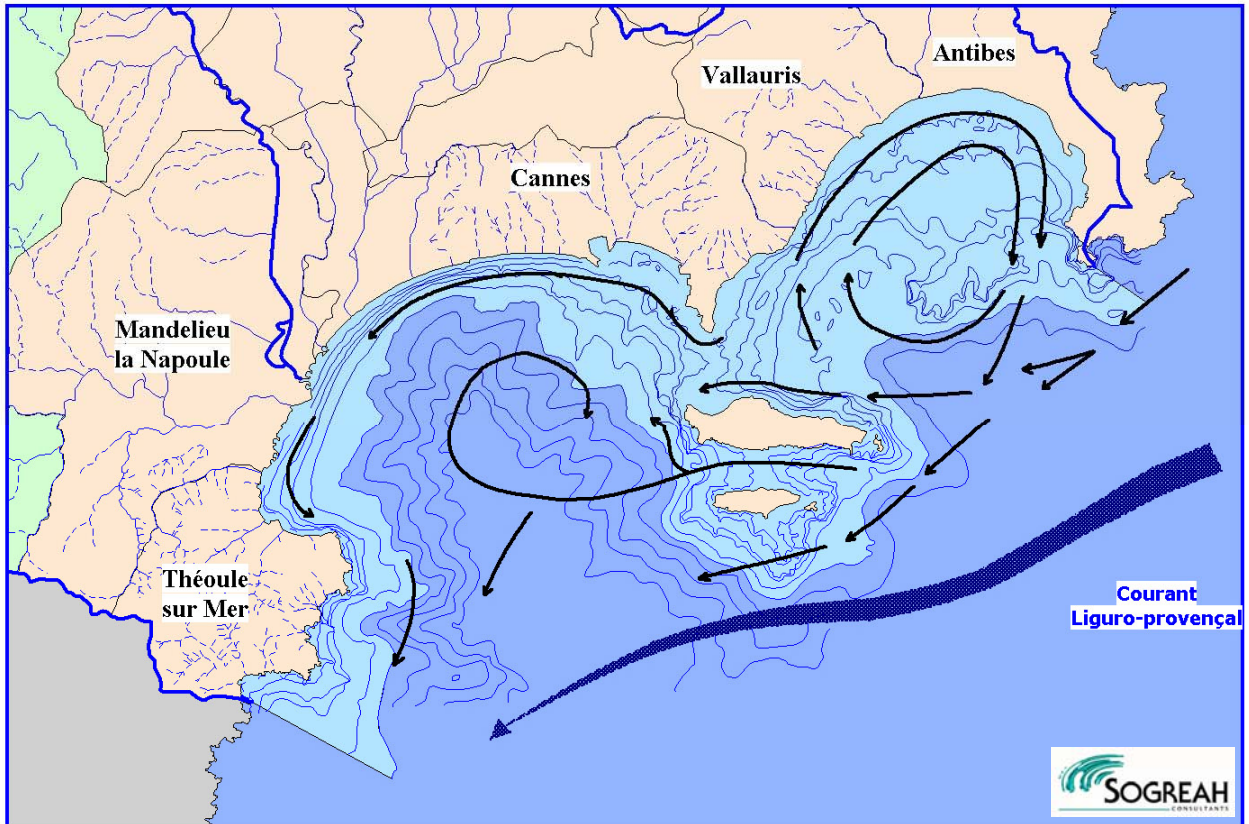 Antibes
Vallauris
Cannes
Mandelieu
la Napoule
Théoule
sur Mer
Courant
Liguro-provençal
SOGREAH
CONSULTANTS